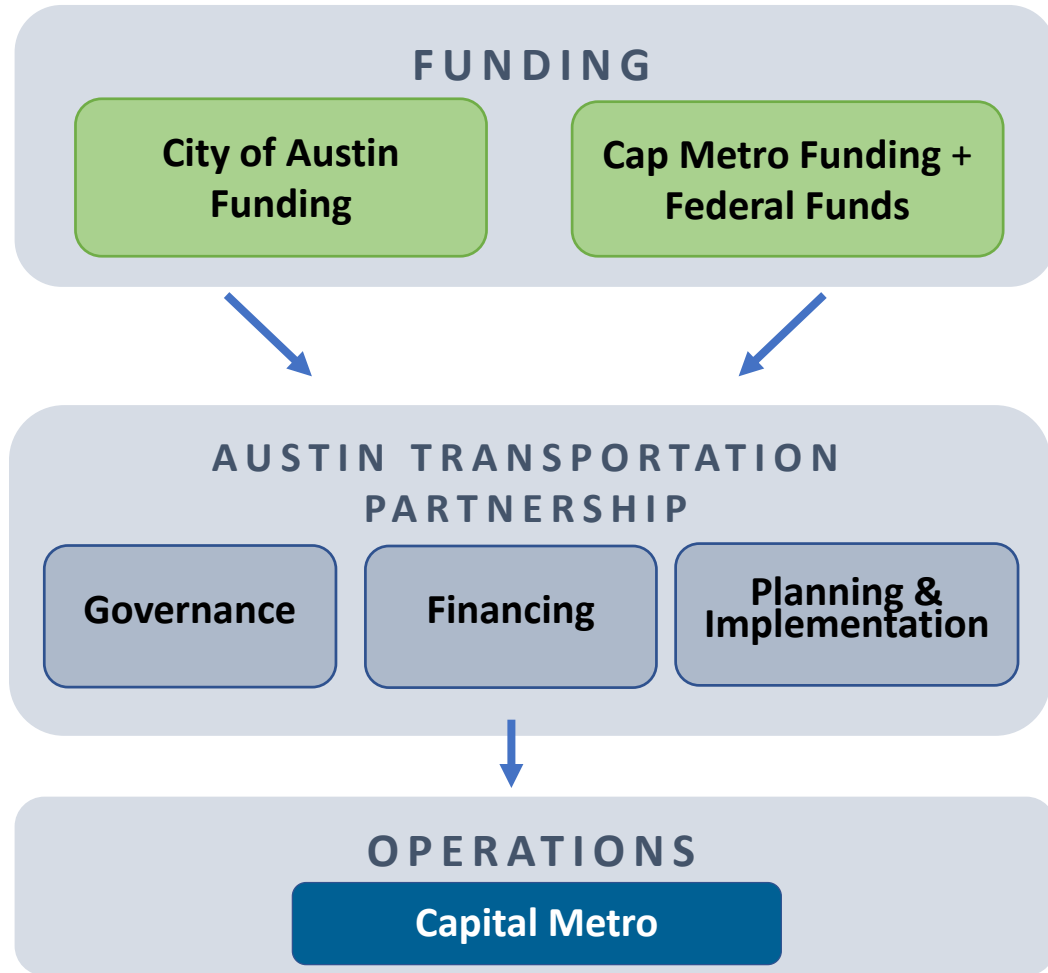 FUNDING
City of Austin
Funding
Cap Metro Funding +
Federal Funds
AUSTIN TRANSPORTATION
PARTNERSHIP
Governance
Financing
Planning &
Implementation
OPERATIONS
Capital Metro